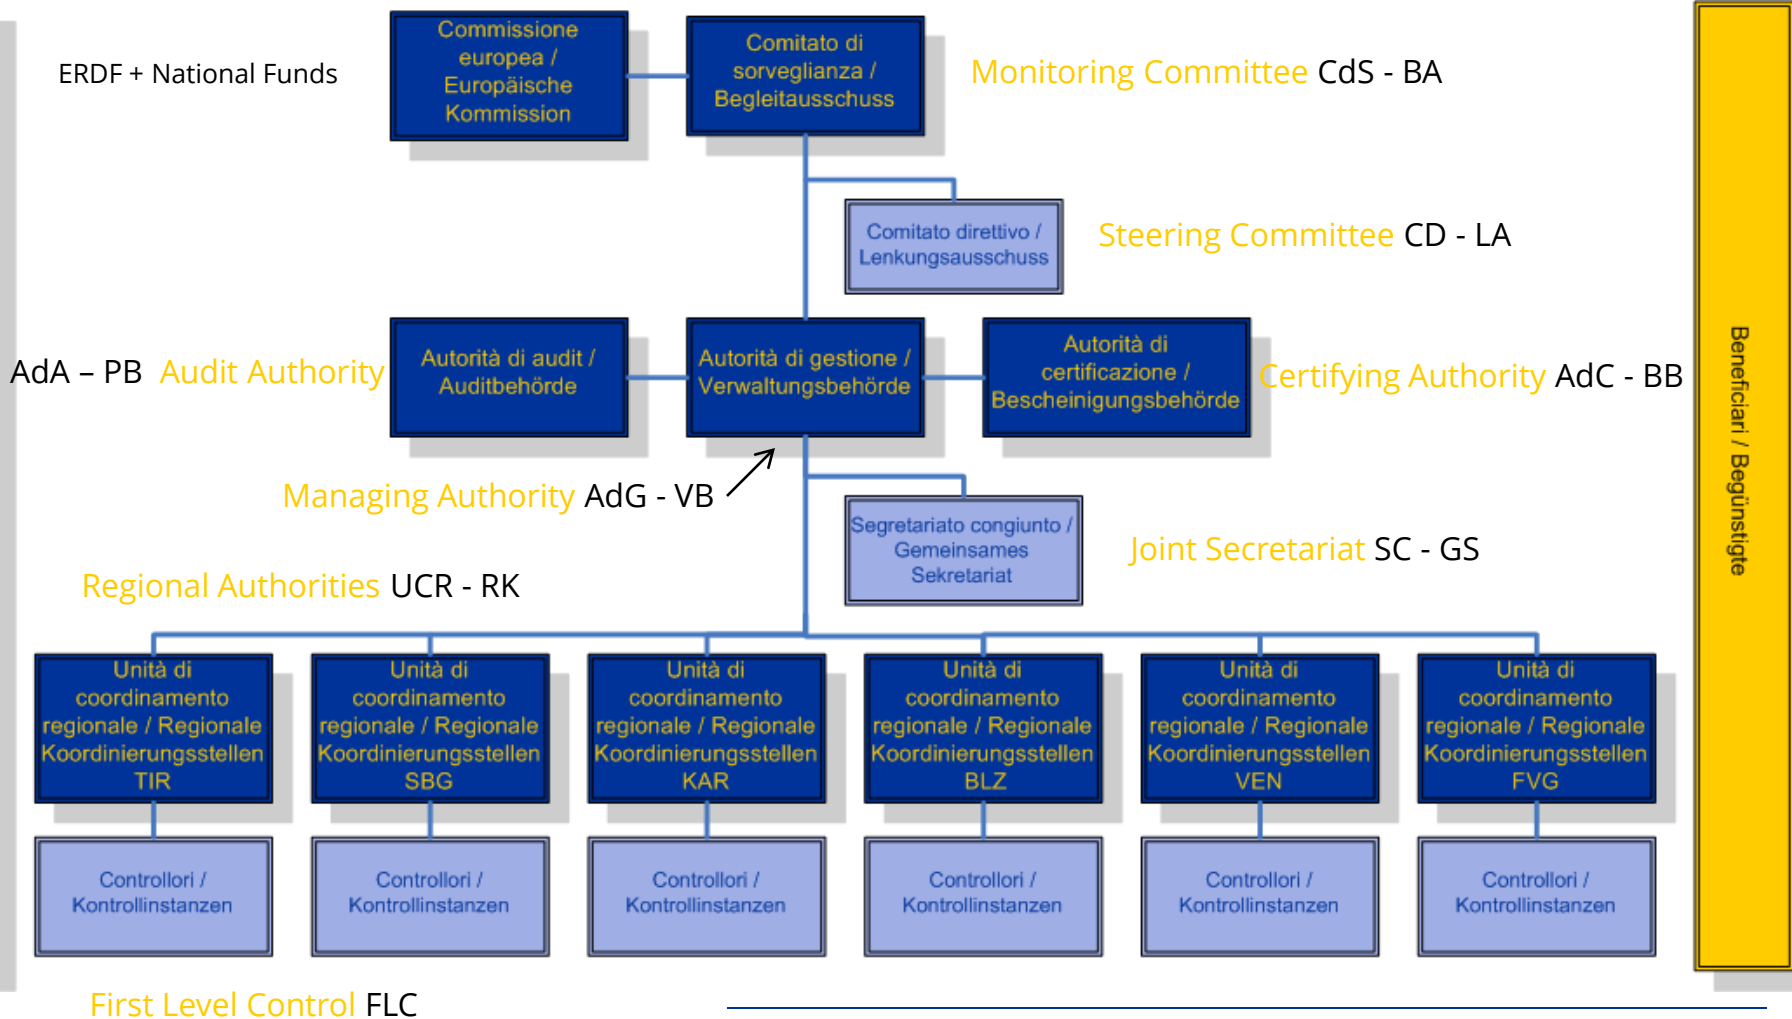 ERDF + National Funds
Commissione
europea /
Europäische
Kommission
Comitato di
sorveglianza /
Begleitausschuss
Monitoring Committee CdS - BA
Comitato direttivo /
Lenkungsausschuss
Steering Committee CD - LA
AdA – PB Audit Authority
Autorità di audit /
Auditbehörde
Autorità di gestione /
Verwaltungsbehörde
Autorità di
certificazione /
Bescheinigungsbehörde
Certifying Authority AdC - BB
Managing Authority AdG - VB
Segretariato congiunto /
Gemeinsames
Sekretariat
Joint Secretariat SC - GS
Regional Authorities UCR - RK
Unità di
coordinamento
regionale / Regionale
Koordinierungsstellen
TIR
Unità di
coordinamento
regionale / Regionale
Koordinierungsstellen
SBG
Unità di
coordinamento
regionale / Regionale
Koordinierungsstellen
KAR
Unità di
coordinamento
regionale / Regionale
Koordinierungsstellen
BLZ
Unità di
coordinamento
regionale / Regionale
Koordinierungsstellen
VEN
Unità di
coordinamento
regionale / Regionale
Koordinierungsstellen
FVG
Controllori /
Kontrollinstanzen
Controllori /
Kontrollinstanzen
Controllori /
Kontrollinstanzen
Controllori /
Kontrollinstanzen
Controllori /
Kontrollinstanzen
Controllori /
Kontrollinstanzen
First Level Control FLC
Beneficiari / Begünstigte